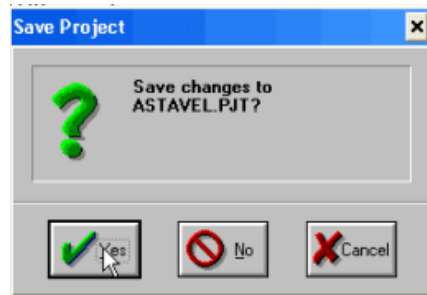 Save Project
Save changes to
ASTAVEL.PJT?
Yes
No
Cancel